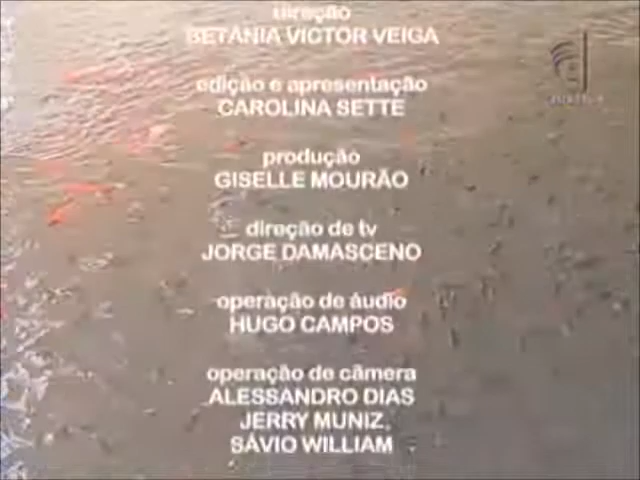 direção
BETÂNIA VICTOR VEIGA
edição e apresentação
CAROLINA SETTE
produção
GISELLE MOURÃO
direção de tv
JORGE DAMASCENO
operação de áudio
HUGO CAMPOS
operação de câmera
ALESSANDRO DIAS
JERRY MUNIZ
SÁVIO WILLIAM